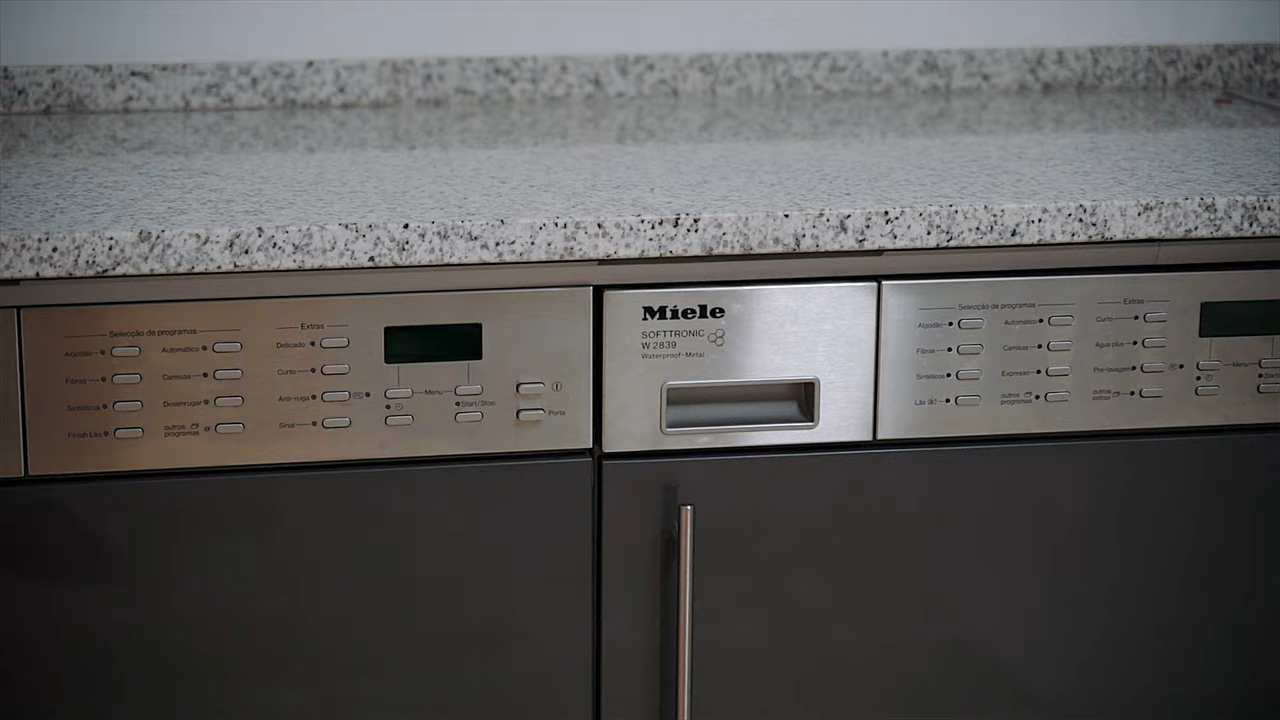 Selecção de programas
Algodão
Automático
Fibras
Camisas
Sintéticos
Desenrugar
Finish Lãs
outros
programas
Extras
Delicado
Curto
Anti-ruga
Sinal
Menu
Start/Stop
Porta
Miele
SOFTTRONIC
W 2839
Waterproof-Metal
Selecção de programas
Algodão
Automático
Fibras
Camisas
Sintéticos
Expresso
Lãs
outros
programas
Extras
Curto
Água plus
Pré-lavagem
outros
extras
Menu